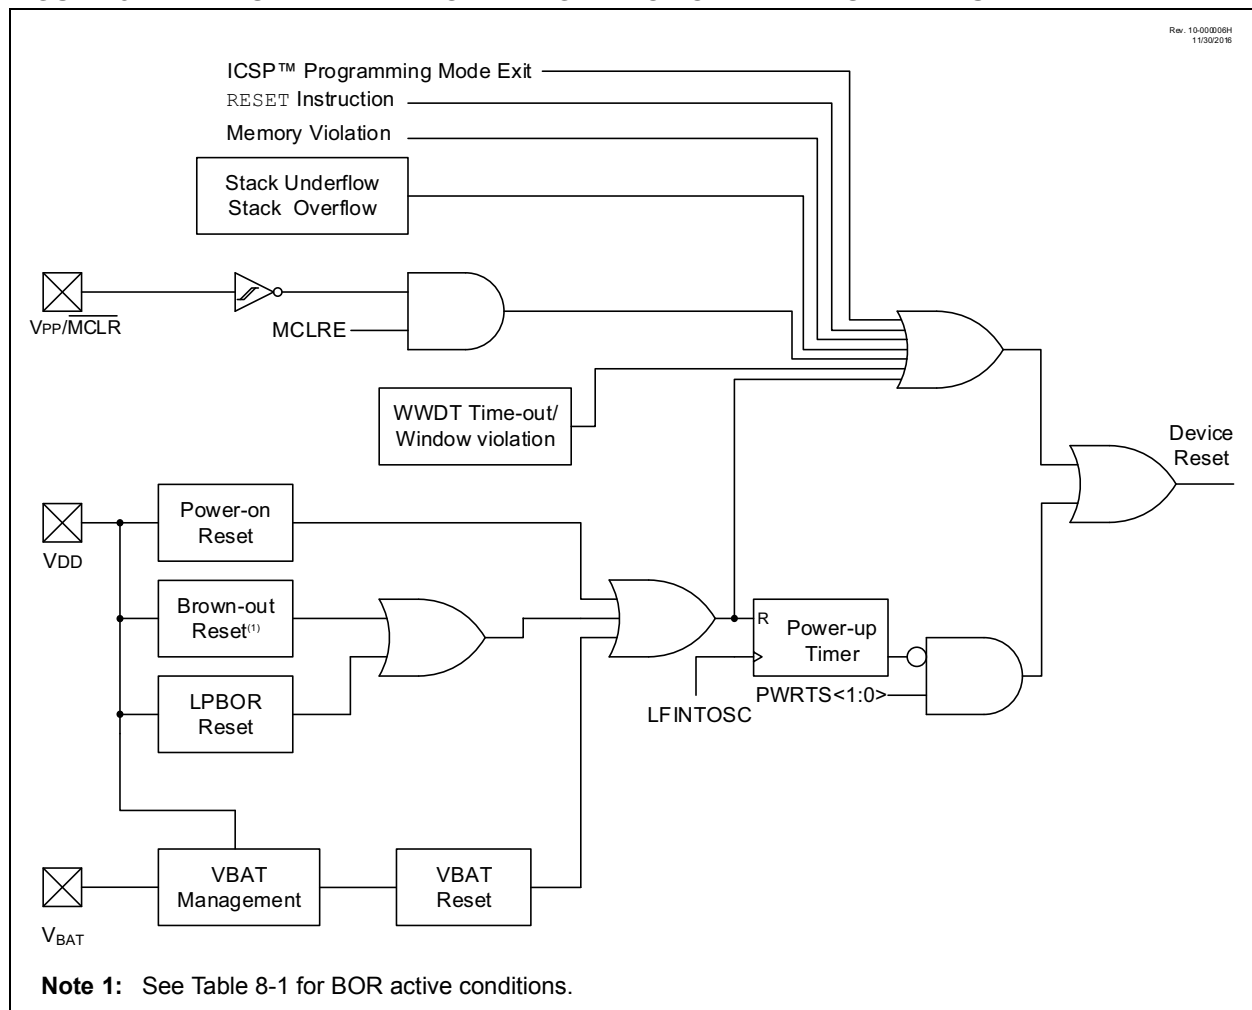 Rev. 10-000006H
11/30/2016
ICSP™ Programming Mode Exit
RESET Instruction
Memory Violation
Stack Underflow
Stack Overflow
VPP/MCLR
MCLRE
WWDT Time-out/
Window violation
Device
Reset
Power-on
Reset
VDD
Brown-out
Reset(1)
R
Power-up
Timer
LPBOR
Reset
LFINTOSC
PWRTS<1:0>
VBAT
Management
VBAT
Reset
VBAT
Note 1: See Table 8-1 for BOR active conditions.